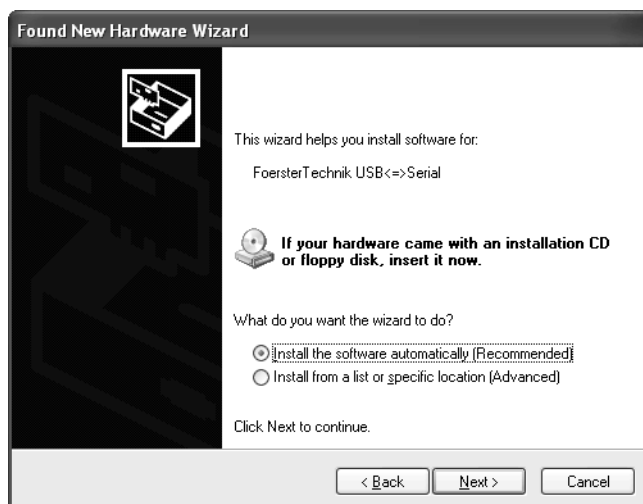 Found New Hardware Wizard
This wizard helps you install software for:
FoersterTechnik USB<=>Serial
If your hardware came with an installation CD
or floppy disk, insert it now.
What do you want the wizard to do?
Install the software automatically (Recommended)
Install from a list or specific location (Advanced)
Click Next to continue.
< Back
Next >
Cancel